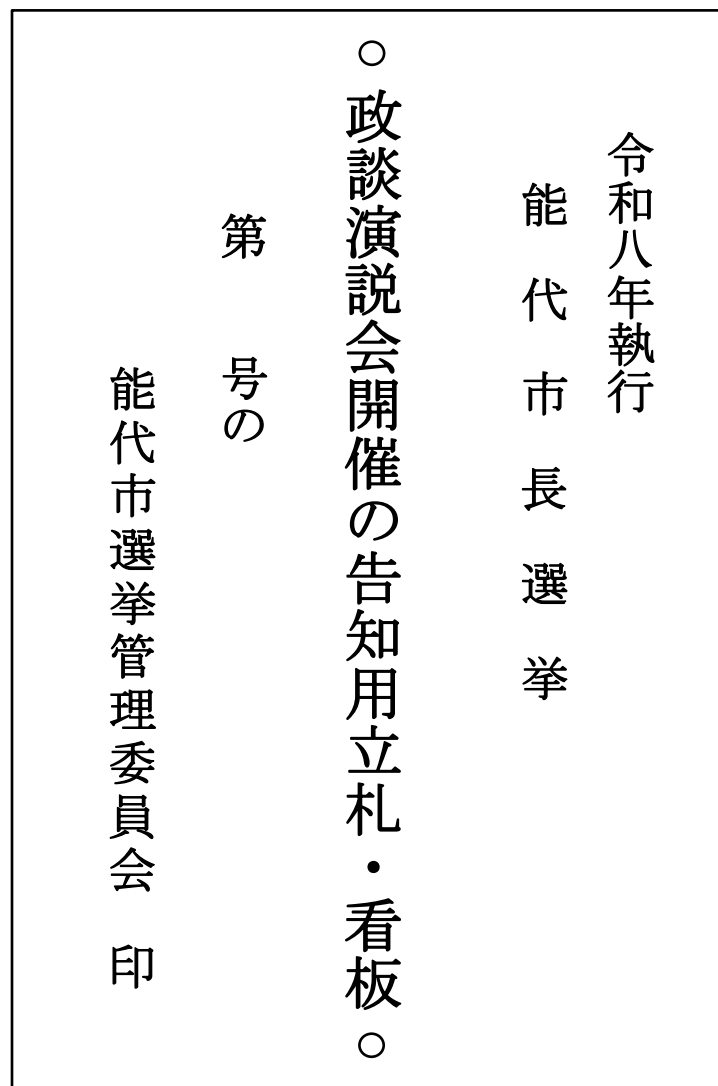 令和八年執行
能代市長選挙
○政談演説会開催の告知用立札・看板○
第　号の
能代市選挙管理委員会　印